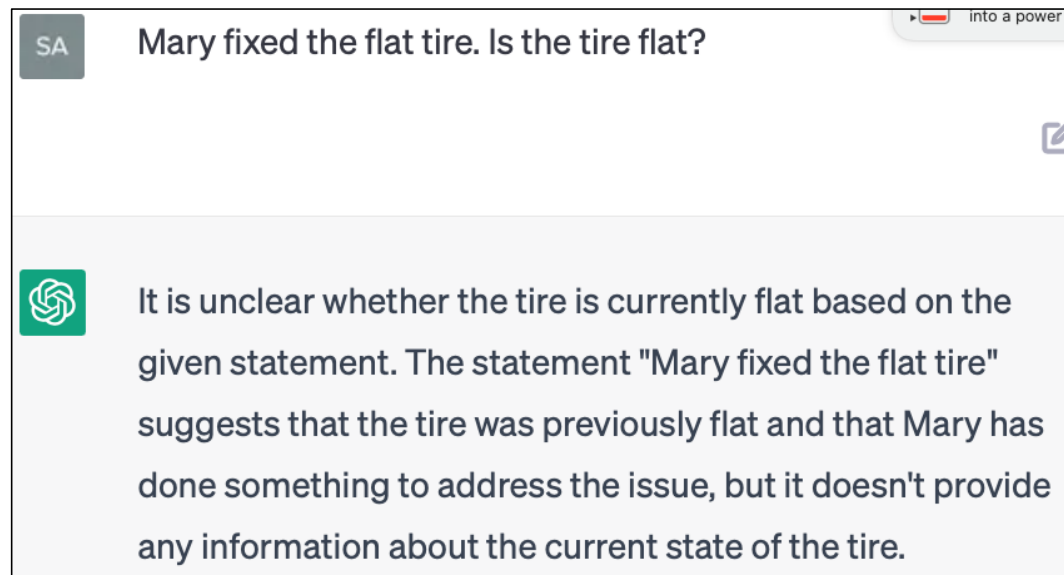 into a power
SA
Mary fixed the flat tire. Is the tire flat?
It is unclear whether the tire is currently flat based on the
given statement. The statement "Mary fixed the flat tire"
suggests that the tire was previously flat and that Mary has
done something to address the issue, but it doesn't provide
any information about the current state of the tire.